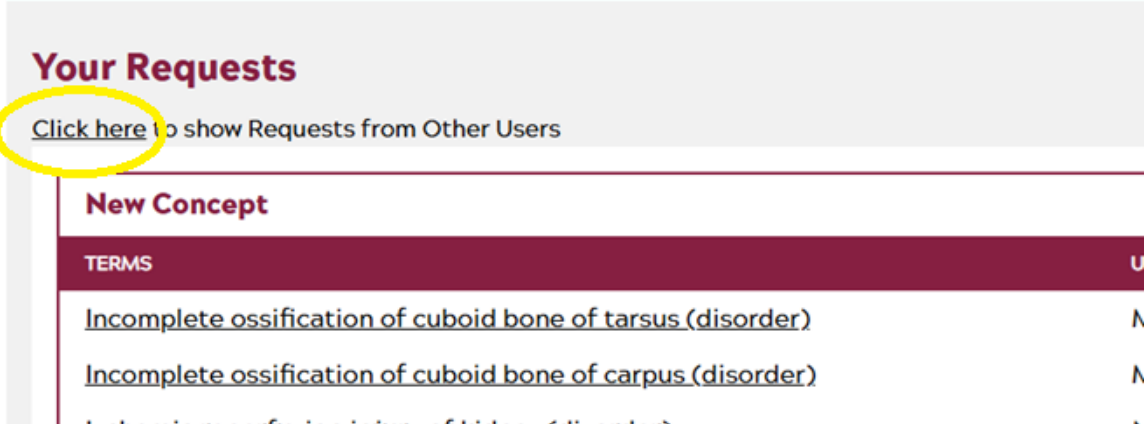 Your Requests
Click here to show Requests from Other Users
New Concept
TERMS U
Incomplete ossification of cuboid bone of tarsus (disorder)
Incomplete ossification of cuboid bone of carpus (disorder)